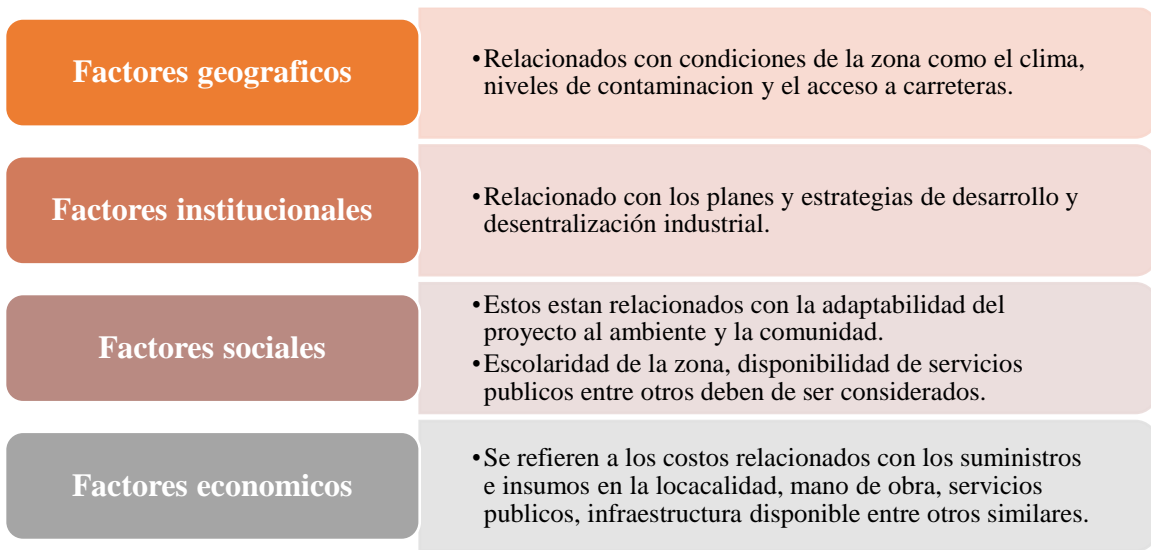 Factores geograficos
•Relacionados con condiciones de la zona como el clima,
niveles de contaminacion y el acceso a carreteras.
Factores institucionales
•Relacionado con los planes y estrategias de desarrollo y
desentralización industrial.
Factores sociales
•Estos estan relacionados con la adaptabilidad del
proyecto al ambiente y la comunidad.
•Escolaridad de la zona, disponibilidad de servicios
publicos entre otros deben de ser considerados.
Factores economicos
•Se refieren a los costos relacionados con los suministros
e insumos en la locacalidad, mano de obra, servicios
publicos, infraestructura disponible entre otros similares.